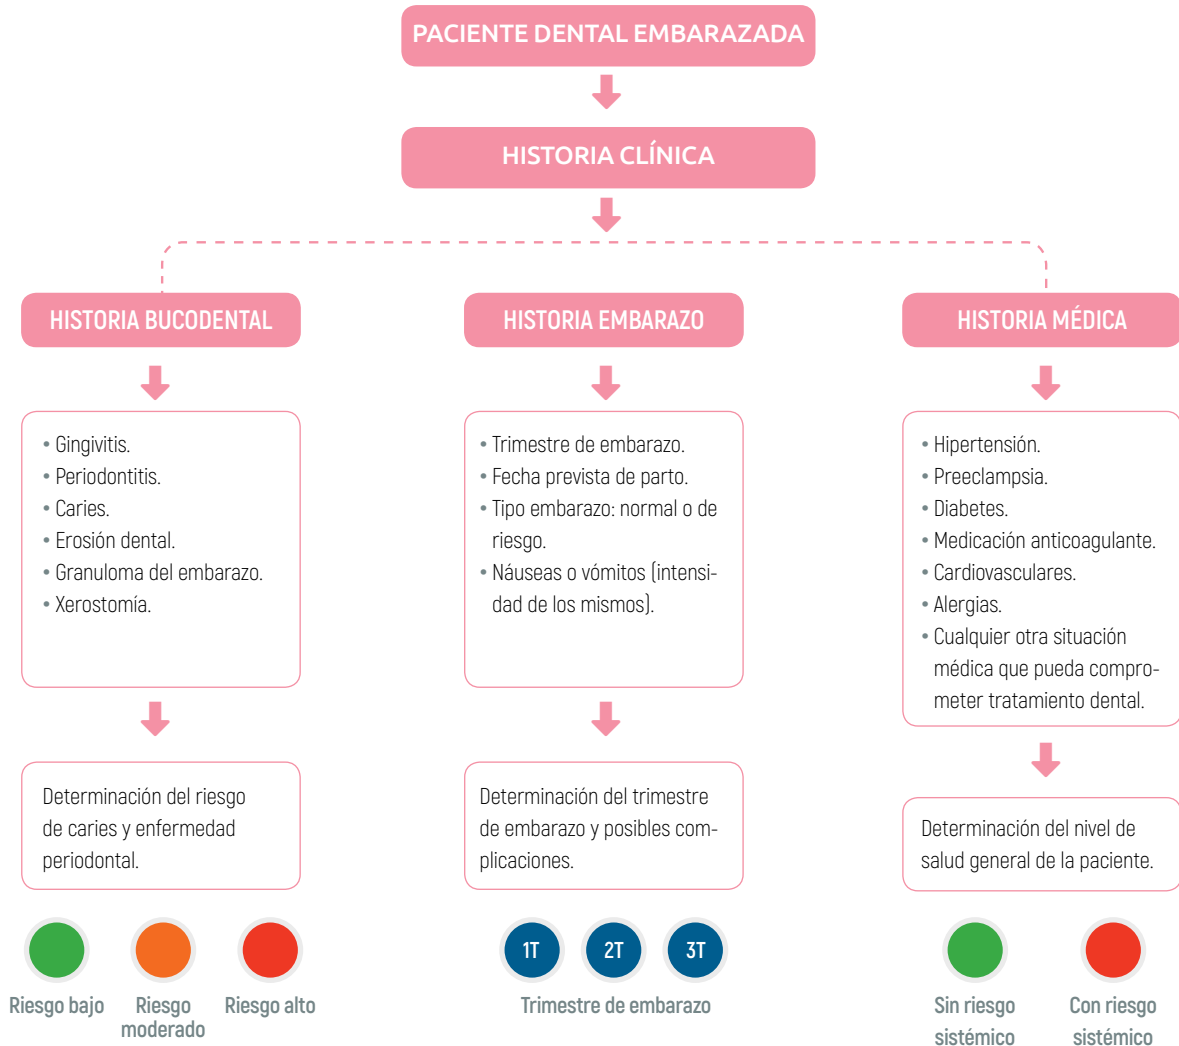 PACIENTE DENTAL EMBARAZADA
HISTORIA CLÍNICA
HISTORIA BUCODENTAL
• Gingivitis.
• Periodontitis.
• Caries.
• Erosión dental.
• Granuloma del embarazo.
• Xerostomía.
Determinación del riesgo
de caries y enfermedad
periodontal.
Riesgo bajo
Riesgo
moderado
Riesgo alto
HISTORIA EMBARAZO
• Trimestre de embarazo.
• Fecha prevista de parto.
• Tipo embarazo: normal o de
riesgo.
• Náuseas o vómitos (intensi-
dad de los mismos).
Determinación del trimestre
de embarazo y posibles com-
plicaciones.
1T
2T
3T
Trimestre de embarazo
HISTORIA MÉDICA
• Hipertensión.
• Preeclampsia.
• Diabetes.
• Medicación anticoagulante.
• Cardiovasculares.
• Alergias.
• Cualquier otra situación
médica que pueda compro-
meter tratamiento dental.
Determinación del nivel de
salud general de la paciente.
Sin riesgo
sistémico
Con riesgo
sistémico